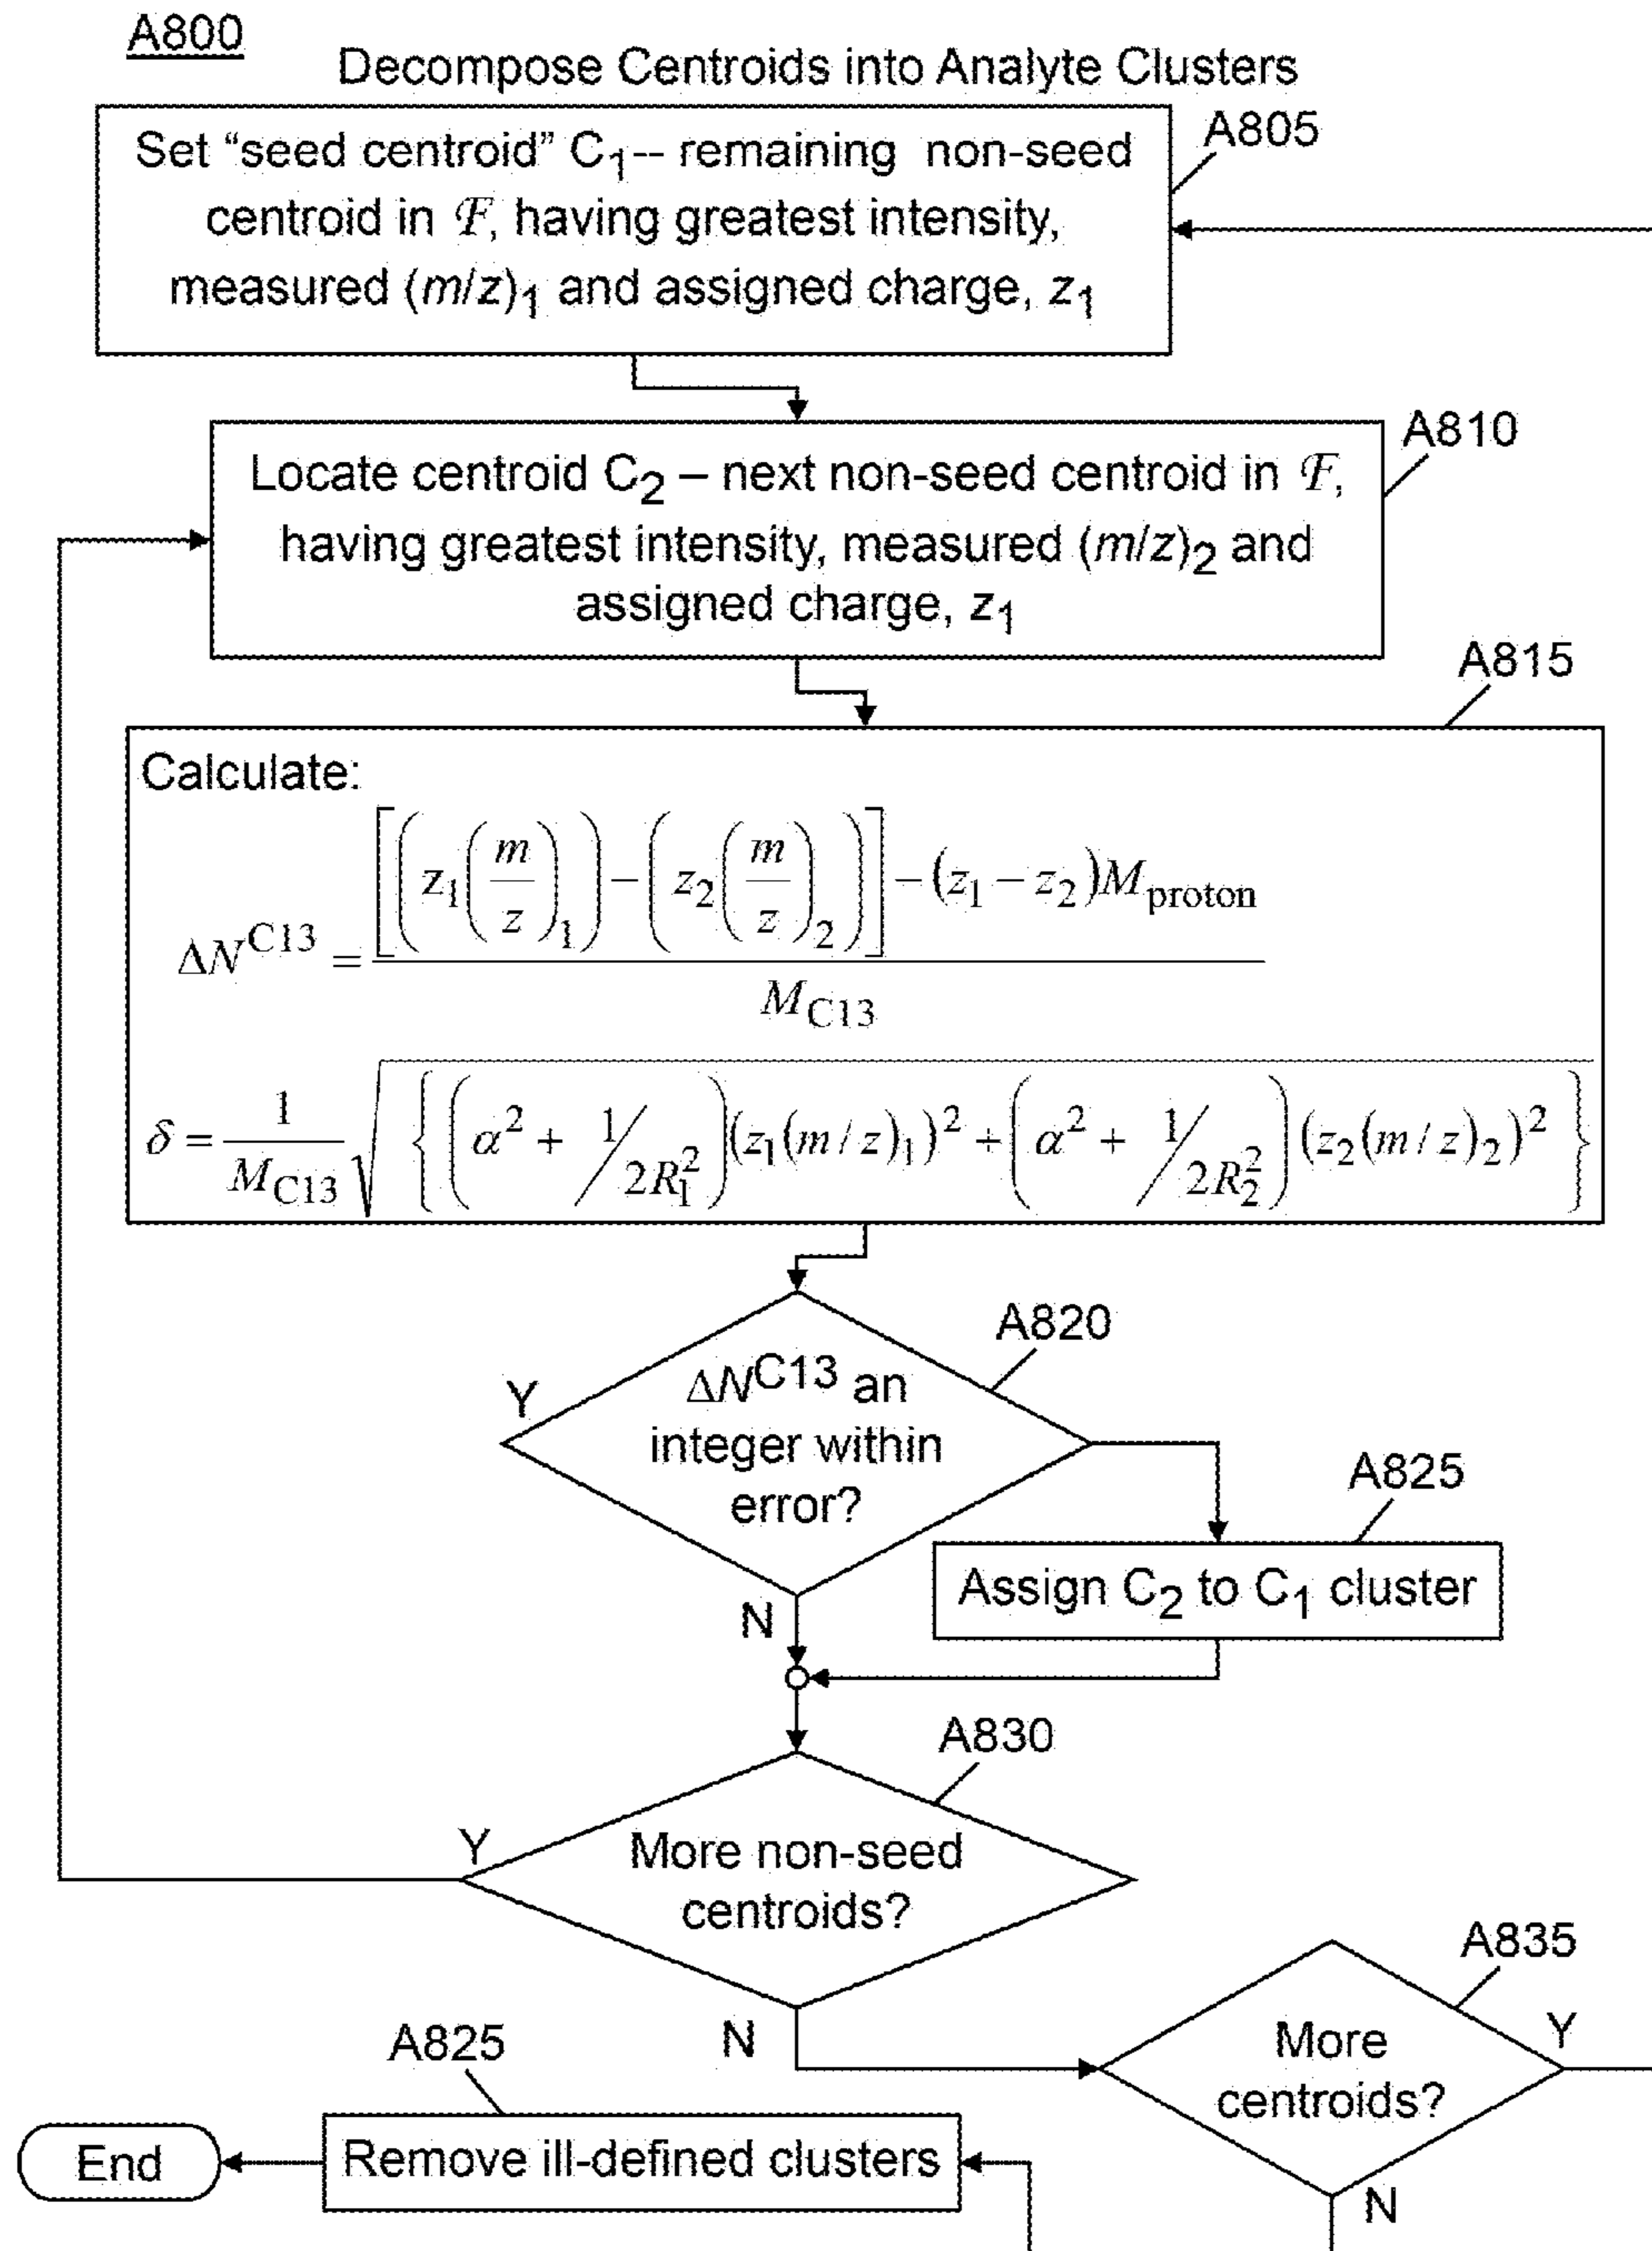 A800
Decompose Centroids into Analyte Clusters
A805
Set “seed centroid” C₁-- remaining non-seed
centroid in ℱ, having greatest intensity,
measured (m/z)₁ and assigned charge, z₁
A810
Locate centroid C₂ – next non-seed centroid in ℱ,
having greatest intensity, measured (m/z)₂ and
assigned charge, z₁
A815
Calculate:
ΔN^C13 = [(z₁(m/z)₁) − (z₂(m/z)₂)] − (z₁ − z₂)M_proton / M_C13
δ = 1/M_C13 √{(α² + 1/2R₁²)(z₁(m/z)₁)² + (α² + 1/2R₂²)(z₂(m/z)₂)²}
A820
Y
ΔN^C13 an
integer within
error?
A825
Assign C₂ to C₁ cluster
N
A830
Y
More non-seed
centroids?
N
A835
More
centroids?
Y
N
A825
Remove ill-defined clusters
End